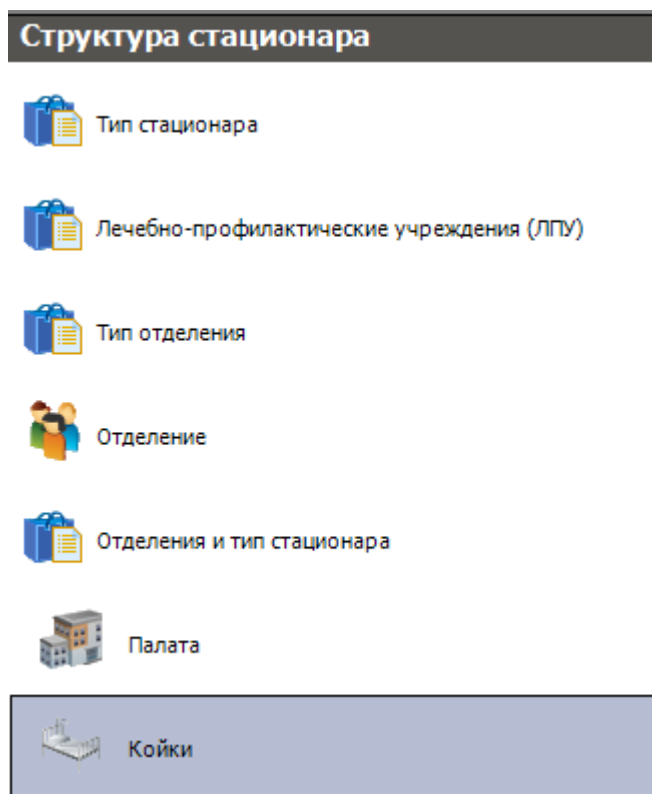 Структура стационара
Тип стационара
Лечебно-профилактические учреждения (ЛПУ)
Тип отделения
Отделение
Отделения и тип стационара
Палата
Койки